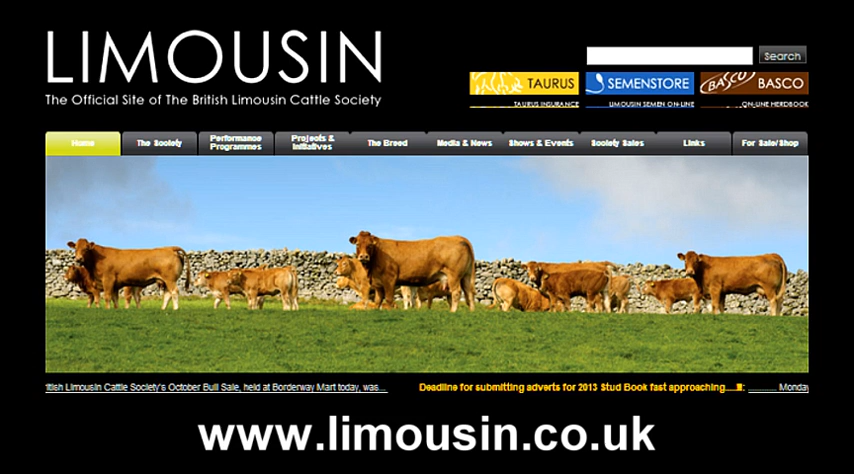 LIMOUSIN
The Official Site of The British Limousin Cattle Society
Search
TAURUS
SEMENSTORE
BASCO BASCO
TAURUS INSURANCE
LIMOUSIN SEMEN ON-LINE
ON-LINE HERDBOOK
Home
The Society
Performance
Programmes
Projects &
Initiatives
The Breed
Media & News
Shows & Events
Society Sales
Links
For Sale/Shop
itish Limousin Cattle Society's October Bull Sale, held at Borderway Mart today, was...
Deadline for submitting adverts for 2013 Stud Book fast approaching
Monday
www.limousin.co.uk